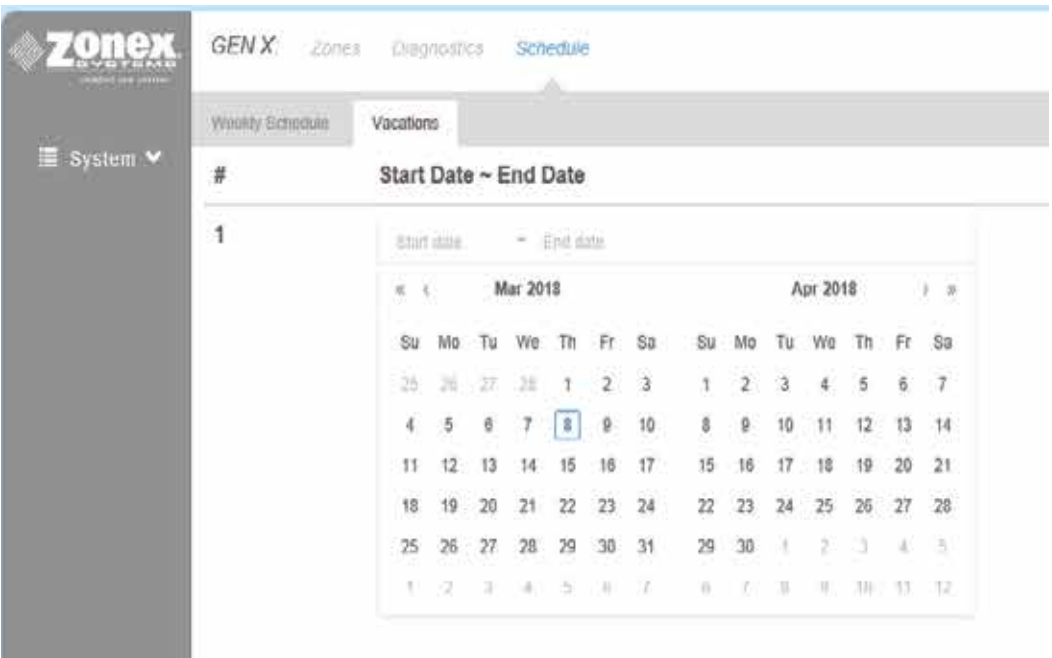 zonex
SYSTEMS
GEN X Zones Diagnostics Schedule
Weekly Schedule Vacations
System
# Start Date ~ End Date
1 Start date ~ End date
« ‹ Mar 2018 Apr 2018 › »
Su Mo Tu We Th Fr Sa Su Mo Tu We Th Fr Sa
25 26 27 28 1 2 3 1 2 3 4 5 6 7
4 5 6 7 8 9 10 8 9 10 11 12 13 14
11 12 13 14 15 16 17 15 16 17 18 19 20 21
18 19 20 21 22 23 24 22 23 24 25 26 27 28
25 26 27 28 29 30 31 29 30 1 2 3 4 5
1 2 3 4 5 6 7 6 7 8 9 10 11 12